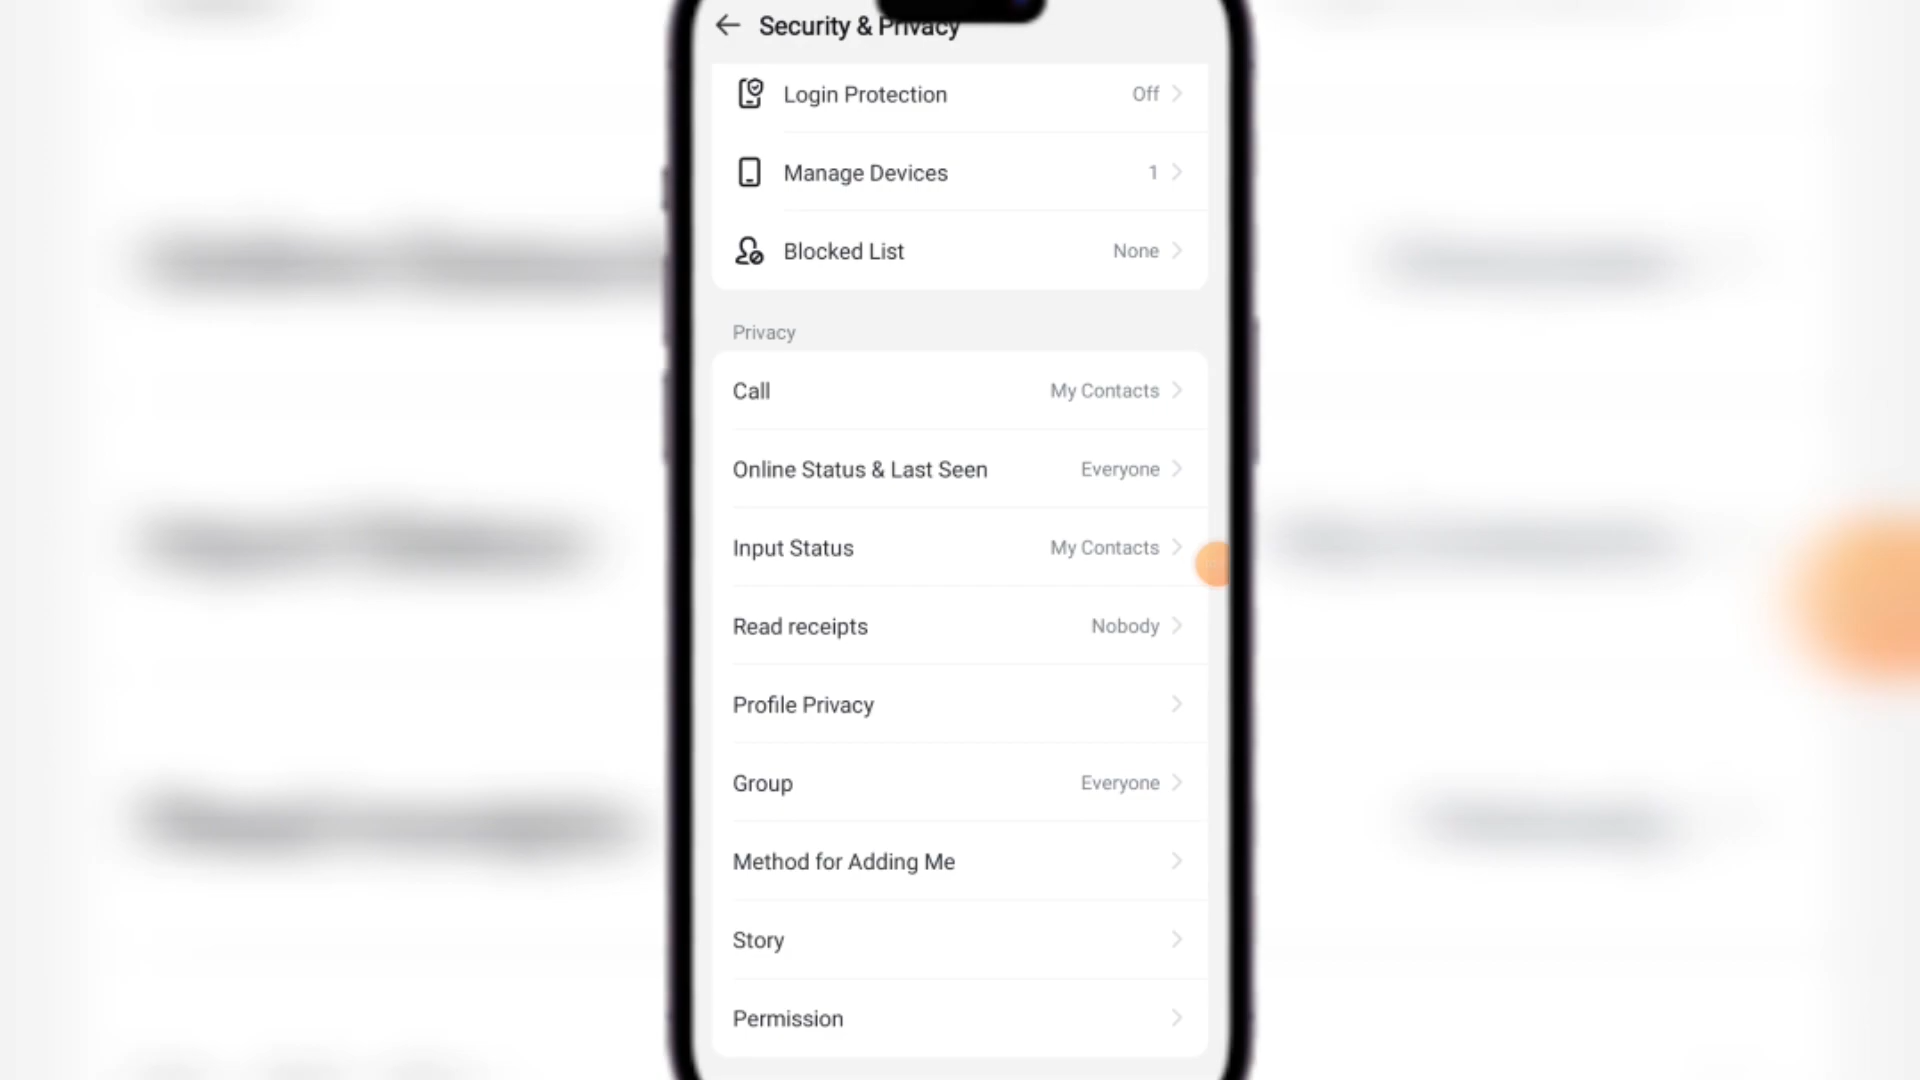 Security & Privacy
Login Protection Off
Manage Devices 1
Blocked List None
Privacy
Call My Contacts
Online Status & Last Seen Everyone
Input Status My Contacts
Read receipts Nobody
Profile Privacy
Group Everyone
Method for Adding Me
Story
Permission